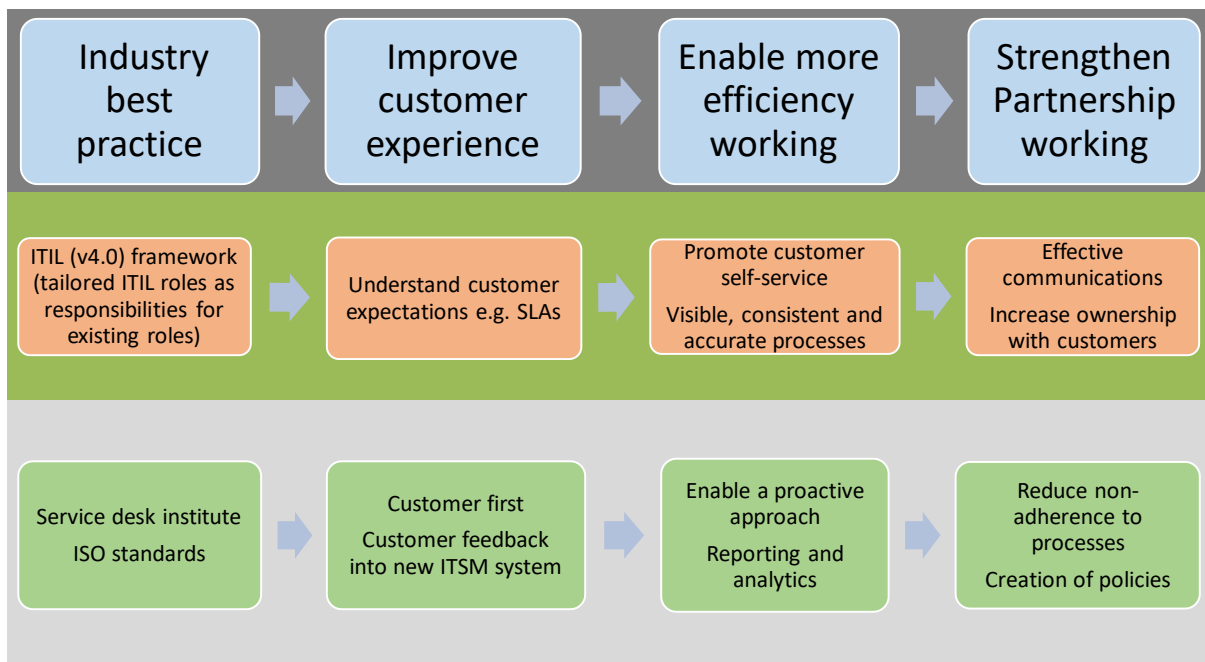 Industry
best
practice
Improve
customer
experience
Enable more
efficiency
working
Strengthen
Partnership
working
ITIL (v4.0) framework
(tailored ITIL roles as
responsibilities for
existing roles)
Understand customer
expectations e.g. SLAs
Promote customer
self-service
Visible, consistent and
accurate processes
Effective
communications
Increase ownership
with customers
Service desk institute
ISO standards
Customer first
Customer feedback
into new ITSM system
Enable a proactive
approach
Reporting and
analytics
Reduce non-
adherence to
processes
Creation of policies